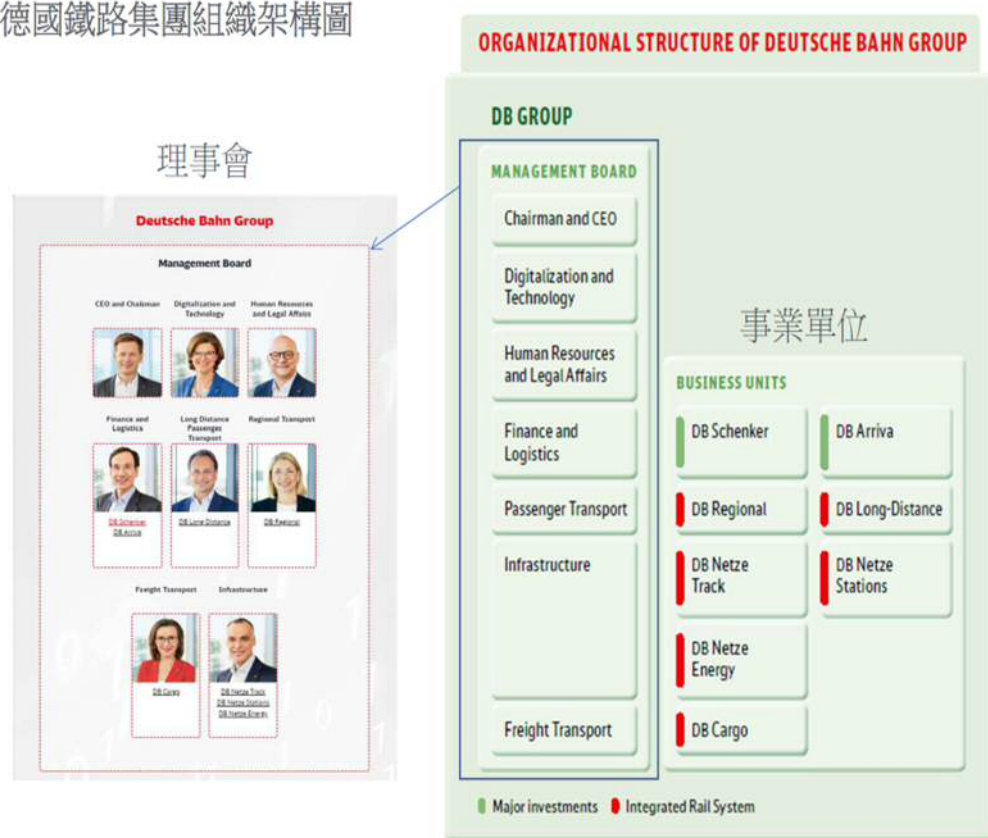 德國鐵路集團組織架構圖
理事會
Deutsche Bahn Group
Management Board
CEO and Chairman
Digitalization and
Technology
Human Resources
and Legal Affairs
Finance and
Logistics
Long Distance
Passenger
Transport
Regional Transport
DB Schenker
DB Arriva
DB Long Distance
DB Regional
Freight Transport
Infrastructure
DB Cargo
DB Netze Track
DB Netze Stations
DB Netze Energy
ORGANIZATIONAL STRUCTURE OF DEUTSCHE BAHN GROUP
DB GROUP
MANAGEMENT BOARD
Chairman and CEO
Digitalization and
Technology
Human Resources
and Legal Affairs
Finance and
Logistics
Passenger Transport
Infrastructure
Freight Transport
事業單位
BUSINESS UNITS
DB Schenker
DB Arriva
DB Regional
DB Long-Distance
DB Netze
Track
DB Netze
Stations
DB Netze
Energy
DB Cargo
Major investments
Integrated Rail System